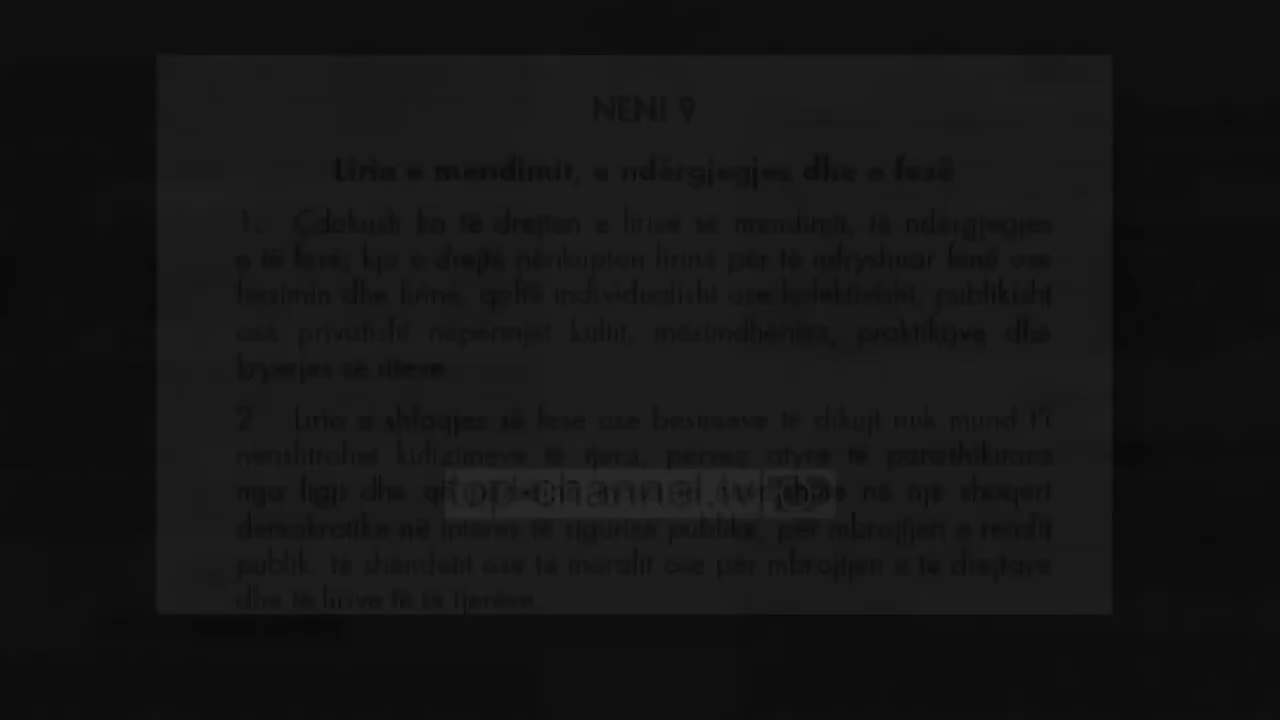 NENI 9
Liria e mendimit, e ndërgjegjes dhe e fesë
1. Çdokush ka të drejtën e lirisë të mendimit, të ndërgjegjes
e të fesë; kjo e drejtë nënkupton lirinë për të ndryshuar fenë ose
besimin dhe lirinë, qoftë individualisht ose kolektivisht, publikisht
ose privatisht nëpërmjet kultit, mësimdhënies, praktikave dhe
kryerjes së riteve.
2. Liria e shfaqjes së fesë ose besimeve të dikujt nuk mund t'i
nënshtrohet kufizimeve të tjera, përveç atyre të parashikuara
nga ligji dhe që në një shoqëri
demokratike në interes të sigurisë publike, për mbrojtjen e rendit
publik, të shëndetit ose të moralit ose për mbrojtjen e të drejtave
dhe të lirive të të tjerëve.
top-channel.tv